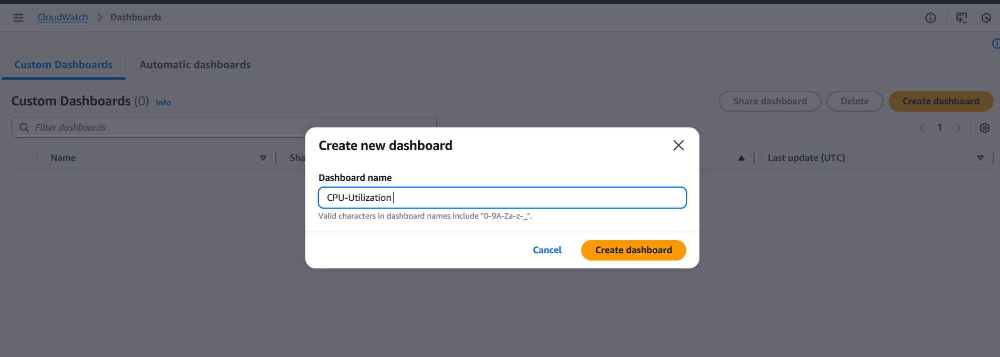 CloudWatch > Dashboards
Custom Dashboards Automatic dashboards
Custom Dashboards (0) Info
Share dashboard Delete Create dashboard
Filter dashboards
1
Name Sha Last update (UTC)
Create new dashboard
Dashboard name
CPU-Utilization
Valid characters in dashboard names include "0-9A-Za-z-_".
Cancel Create dashboard